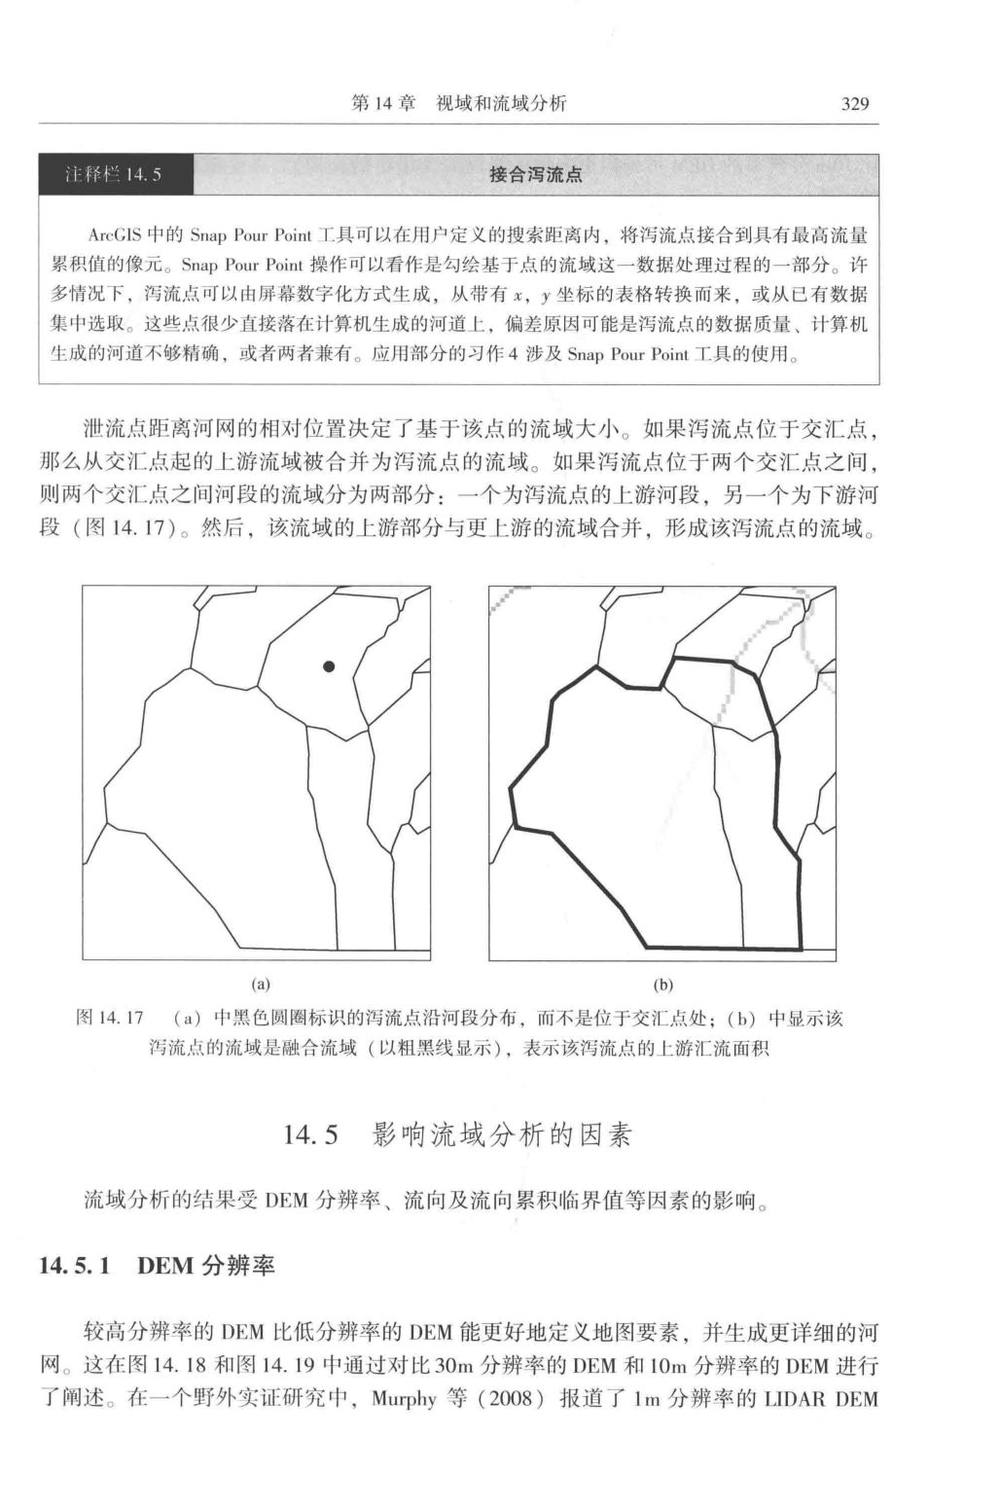 第 14 章　视域和流域分析　329
注释栏 14.5　接合泻流点
ArcGIS 中的 Snap Pour Point 工具可以在用户定义的搜索距离内，将泻流点接合到具有最高流量
累积值的像元。Snap Pour Point 操作可以看作是勾绘基于点的流域这一数据处理过程的一部分。许
多情况下，泻流点可以由屏幕数字化方式生成，从带有 x，y 坐标的表格转换而来，或从已有数据
集中选取。这些点很少直接落在计算机生成的河道上，偏差原因可能是泻流点的数据质量、计算机
生成的河道不够精确，或者两者兼有。应用部分的习作 4 涉及 Snap Pour Point 工具的使用。
泄流点距离河网的相对位置决定了基于该点的流域大小。如果泻流点位于交汇点，
那么从交汇点起的上游流域被合并为泻流点的流域。如果泻流点位于两个交汇点之间，
则两个交汇点之间河段的流域分为两部分：一个为泻流点的上游河段，另一个为下游河
段（图 14.17）。然后，该流域的上游部分与更上游的流域合并，形成该泻流点的流域。
(a)　(b)
图 14.17　（a）中黑色圆圈标识的泻流点沿河段分布，而不是位于交汇点处；（b）中显示该
泻流点的流域是融合流域（以粗黑线显示），表示该泻流点的上游汇流面积
14.5　影响流域分析的因素
流域分析的结果受 DEM 分辨率、流向及流向累积临界值等因素的影响。
14.5.1　DEM 分辨率
较高分辨率的 DEM 比低分辨率的 DEM 能更好地定义地图要素，并生成更详细的河
网。这在图 14.18 和图 14.19 中通过对比 30m 分辨率的 DEM 和 10m 分辨率的 DEM 进行
了阐述。在一个野外实证研究中，Murphy 等（2008）报道了 1m 分辨率的 LIDAR DEM